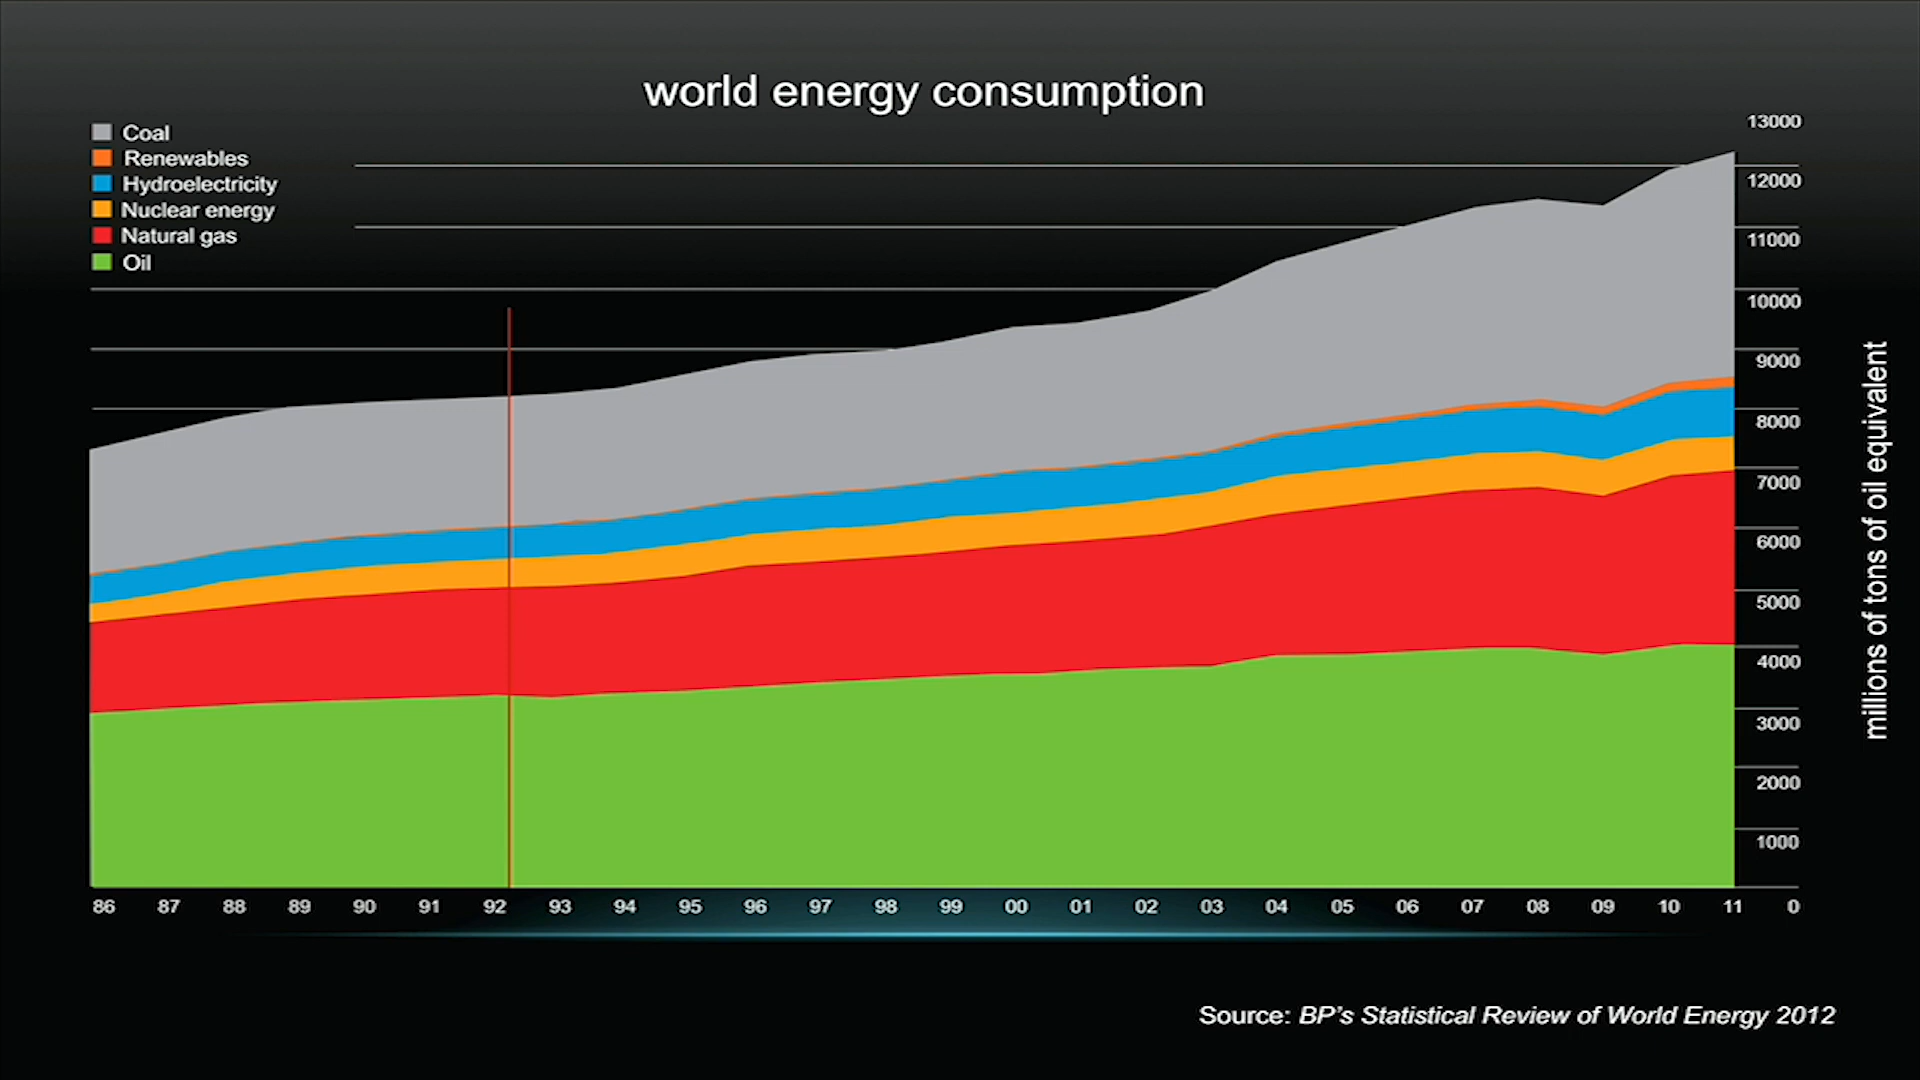 world energy consumption
Coal
Renewables
Hydroelectricity
Nuclear energy
Natural gas
Oil
13000
12000
11000
10000
9000
8000
7000
6000
5000
4000
3000
2000
1000
millions of tons of oil equivalent
86 87 88 89 90 91 92 93 94 95 96 97 98 99 00 01 02 03 04 05 06 07 08 09 10 11 0
Source: BP's Statistical Review of World Energy 2012